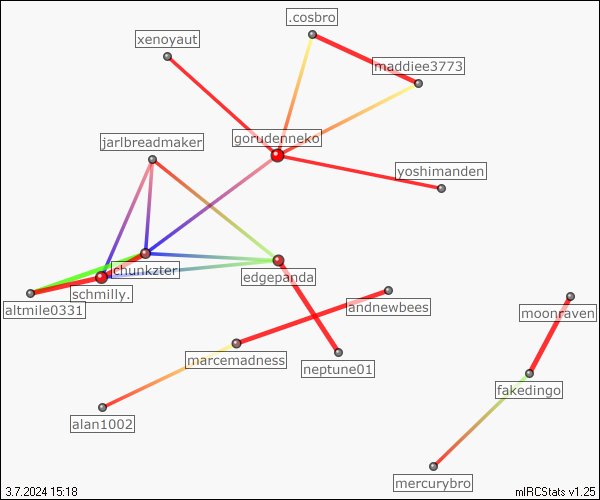 .cosbro
xenoyaut
maddiee3773
gorudenneko
jarlbreadmaker
yoshimanden
chunkzter
edgepanda
schmilly.
altmile0331
andnewbees
moonraven
marcemadness
neptune01
fakedingo
alan1002
mercurybro
3.7.2024 15:18
mIRCStats v1.25